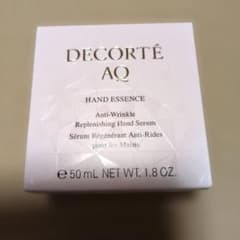 DECORTÉ
AQ
HAND ESSENCE
Anti-Wrinkle
Replenishing Hand Serum
Sérum Régénérant Anti-Rides
pour les Mains
℮ 50 mL NET WT. 1.8 OZ.